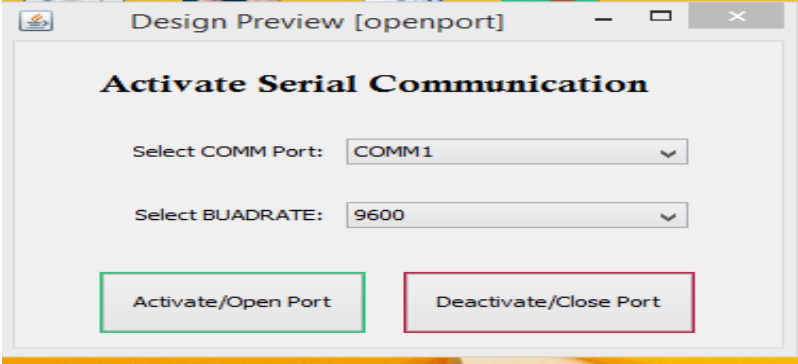 Design Preview [openport]
Activate Serial Communication
Select COMM Port: COMM1
Select BUADRATE: 9600
Activate/Open Port Deactivate/Close Port